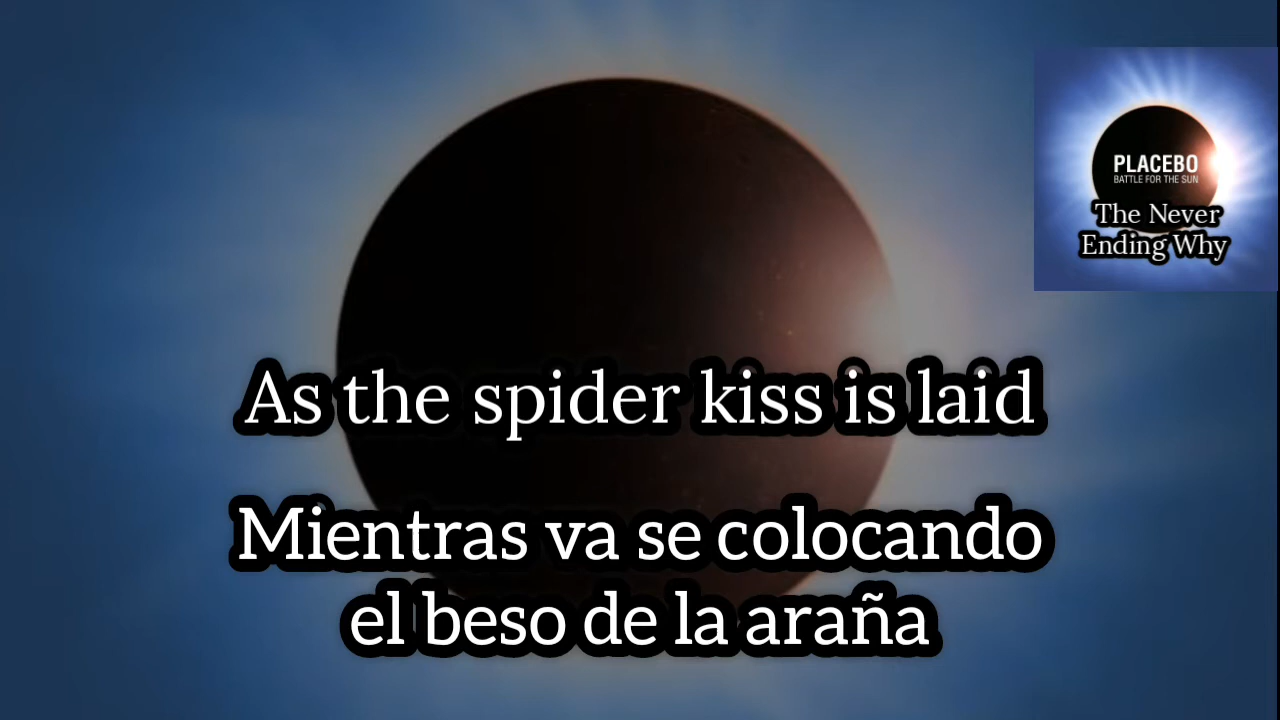 PLACEBO
BATTLE FOR THE SUN
The Never
Ending Why
As the spider kiss is laid
Mientras va se colocando
el beso de la araña